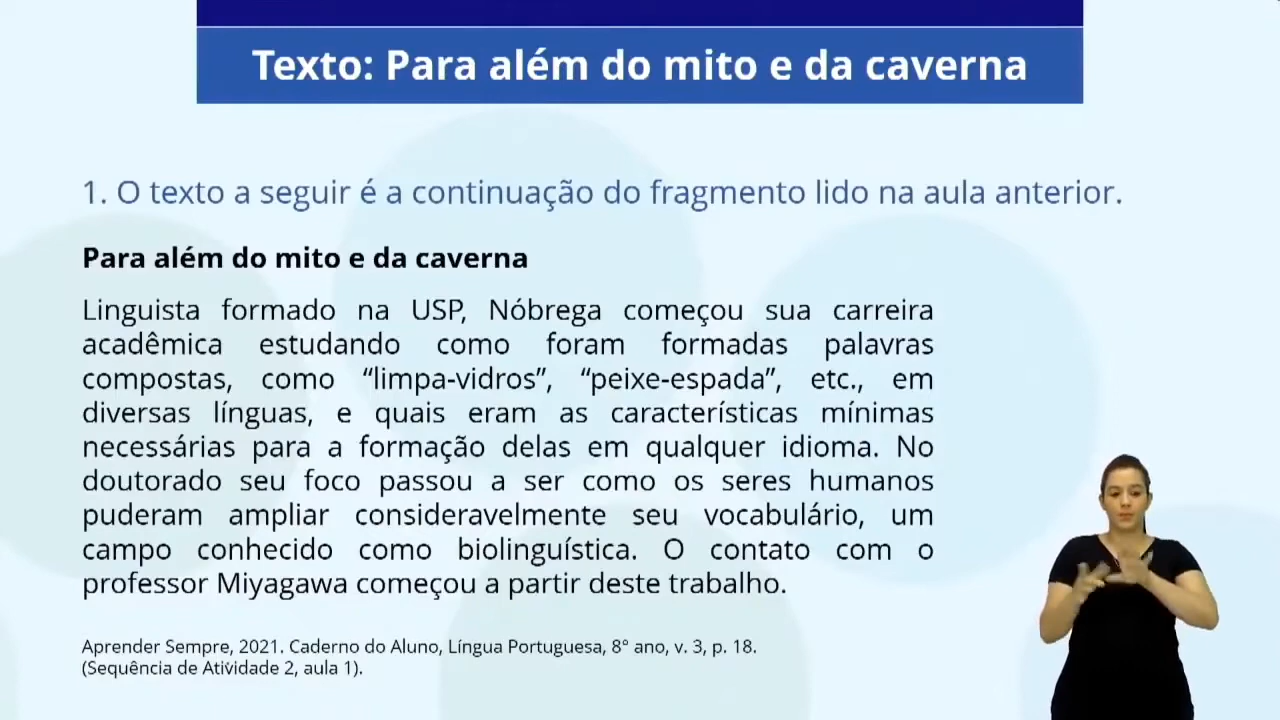 Texto: Para além do mito e da caverna
1. O texto a seguir é a continuação do fragmento lido na aula anterior.
Para além do mito e da caverna
Linguista formado na USP, Nóbrega começou sua carreira
acadêmica estudando como foram formadas palavras
compostas, como “limpa-vidros”, “peixe-espada”, etc., em
diversas línguas, e quais eram as características mínimas
necessárias para a formação delas em qualquer idioma. No
doutorado seu foco passou a ser como os seres humanos
puderam ampliar consideravelmente seu vocabulário, um
campo conhecido como biolinguística. O contato com o
professor Miyagawa começou a partir deste trabalho.
Aprender Sempre, 2021. Caderno do Aluno, Língua Portuguesa, 8° ano, v. 3, p. 18.
(Sequência de Atividade 2, aula 1).